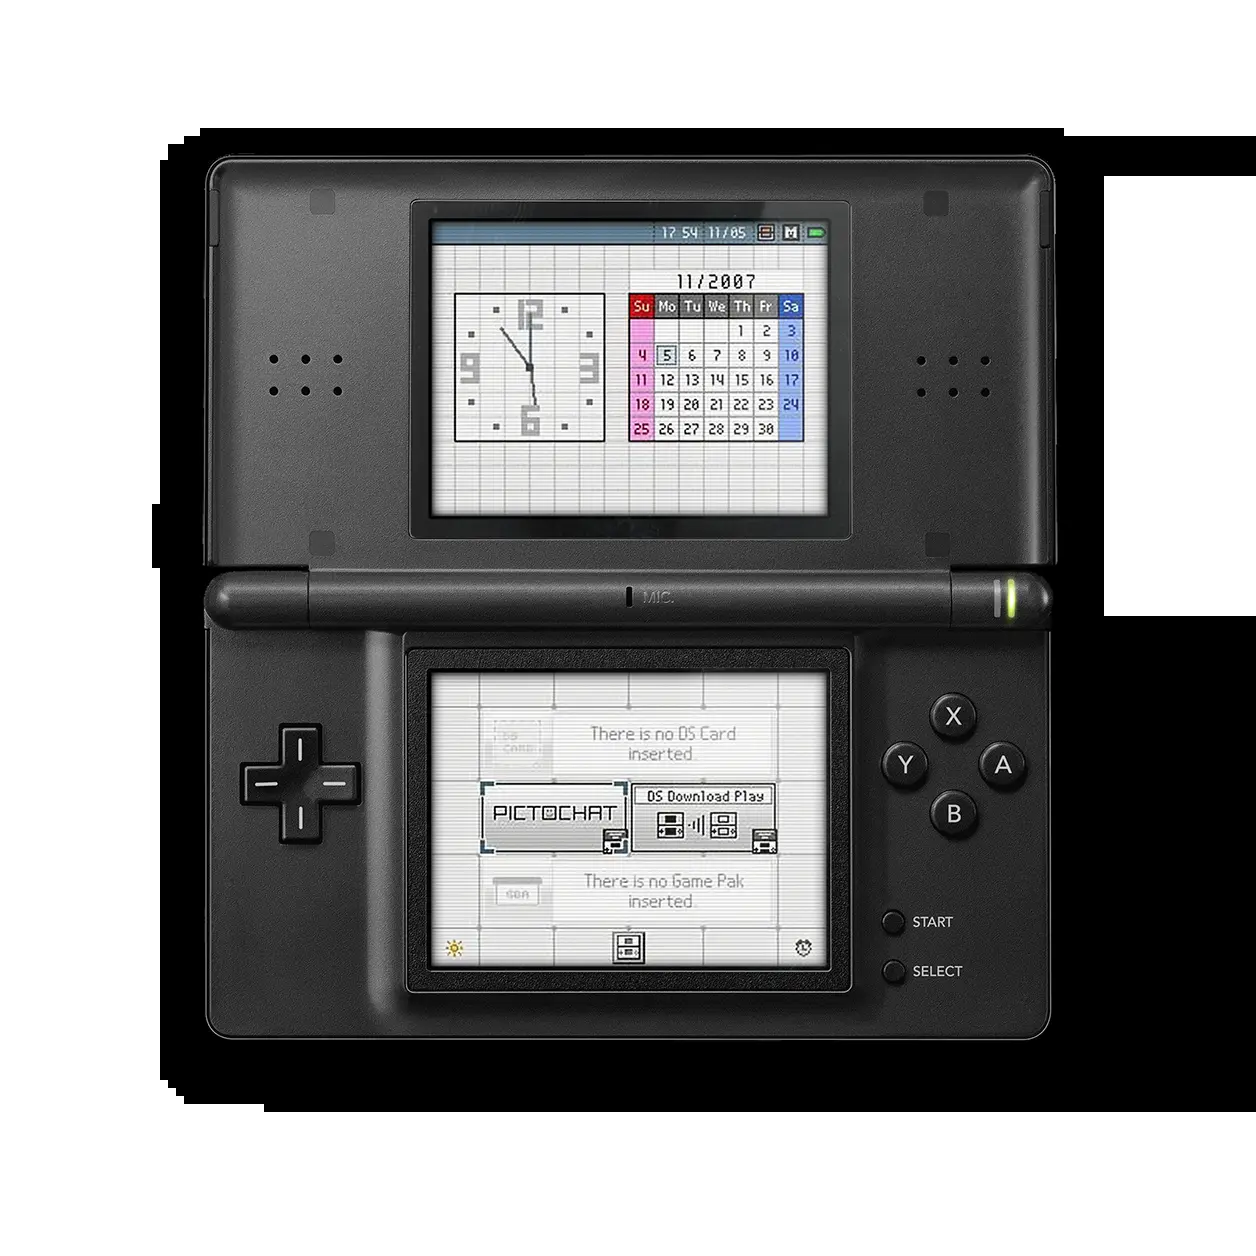 17 54 11/05 M
11/2007
12
9 3
6
Su Mo Tu We Th Fr Sa
1 2 3
4 5 6 7 8 9 10
11 12 13 14 15 16 17
18 19 20 21 22 23 24
25 26 27 28 29 30
MIC.
There is no DS Card
inserted.
DS
CARD
PICTOCHAT
DS Download Play
There is no Game Pak
inserted.
GBA
X
Y A
B
START
SELECT